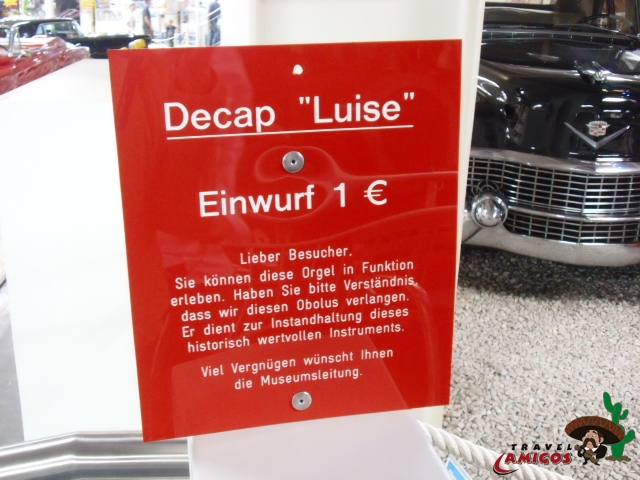 Decap "Luise"
Einwurf 1 €
Lieber Besucher.
Sie können diese Orgel in Funktion
erleben. Haben Sie bitte Verständnis,
dass wir diesen Obolus verlangen.
Er dient zur Instandhaltung dieses
historisch wertvollen Instruments.
Viel Vergnügen wünscht Ihnen
die Museumsleitung.
TRAVEL
AMIGOS